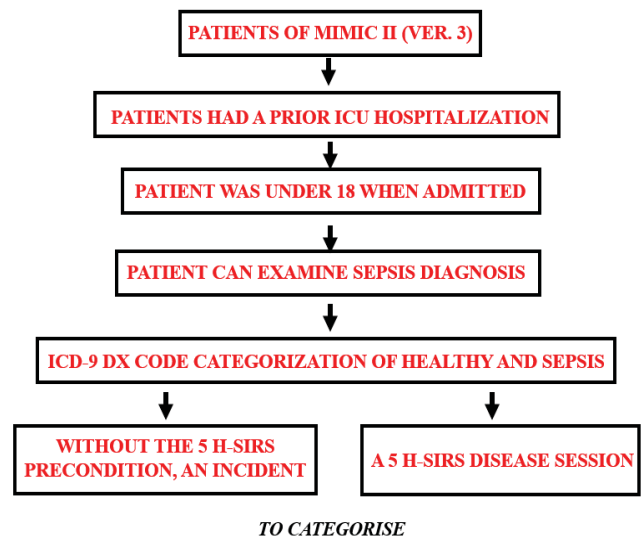 PATIENTS OF MIMIC II (VER. 3)
PATIENTS HAD A PRIOR ICU HOSPITALIZATION
PATIENT WAS UNDER 18 WHEN ADMITTED
PATIENT CAN EXAMINE SEPSIS DIAGNOSIS
ICD-9 DX CODE CATEGORIZATION OF HEALTHY AND SEPSIS
WITHOUT THE 5 H-SIRS
PRECONDITION, AN INCIDENT
A 5 H-SIRS DISEASE SESSION
TO CATEGORISE